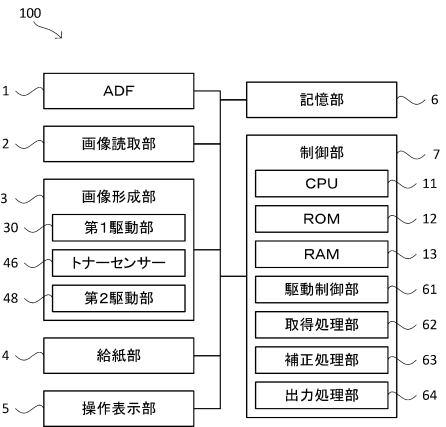 100
1 ADF
2 画像読取部
3 画像形成部
30 第1駆動部
46 トナーセンサー
48 第2駆動部
4 給紙部
5 操作表示部
記憶部 6
制御部 7
CPU 11
ROM 12
RAM 13
駆動制御部 61
取得処理部 62
補正処理部 63
出力処理部 64